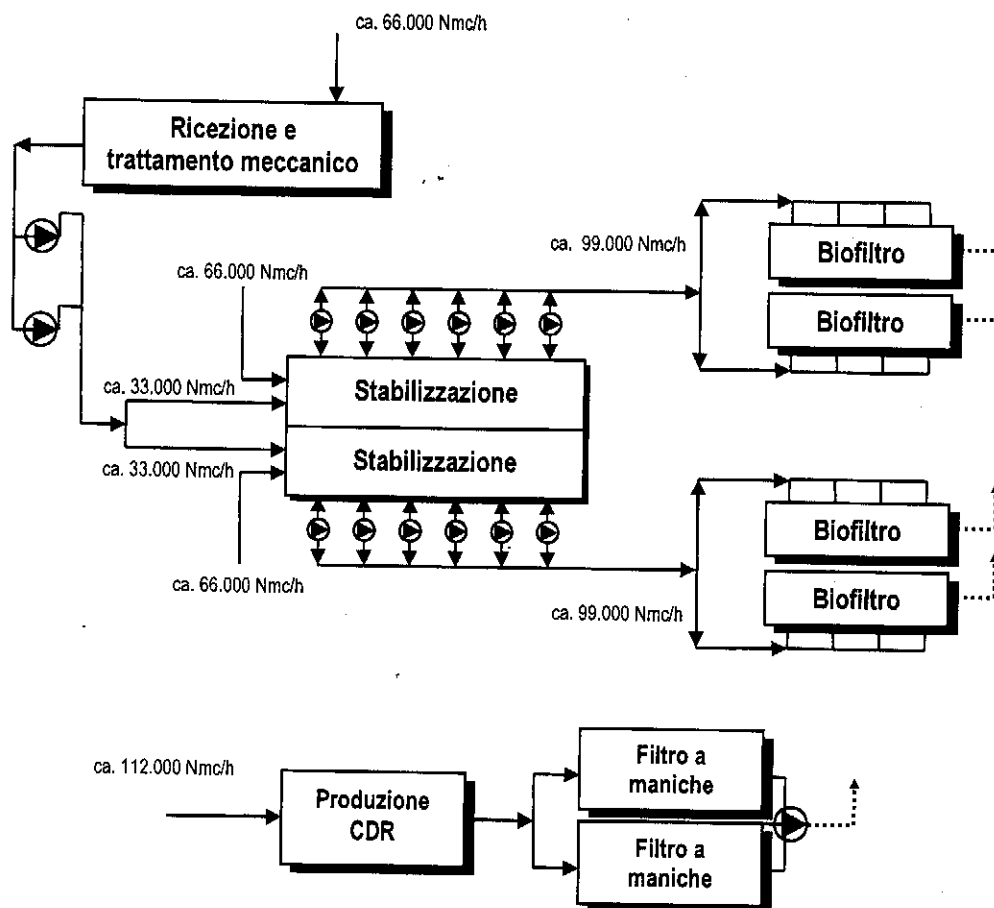 ca. 66.000 Nmc/h
Ricezione e
trattamento meccanico
ca. 99.000 Nmc/h
Biofiltro
ca. 66.000 Nmc/h
Biofiltro
ca. 33.000 Nmc/h
Stabilizzazione
Stabilizzazione
ca. 33.000 Nmc/h
ca. 66.000 Nmc/h
Biofiltro
Biofiltro
ca. 99.000 Nmc/h
ca. 112.000 Nmc/h
Produzione
CDR
Filtro a
maniche
Filtro a
maniche